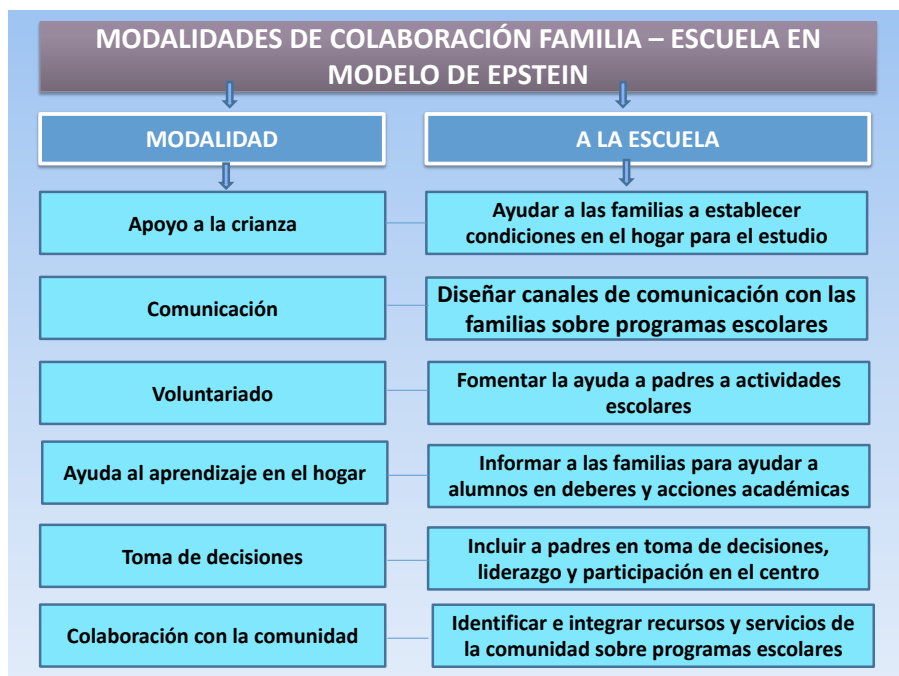 MODALIDADES DE COLABORACIÓN FAMILIA – ESCUELA EN
MODELO DE EPSTEIN
MODALIDAD
A LA ESCUELA
Apoyo a la crianza
Ayudar a las familias a establecer
condiciones en el hogar para el estudio
Comunicación
Diseñar canales de comunicación con las
familias sobre programas escolares
Voluntariado
Fomentar la ayuda a padres a actividades
escolares
Ayuda al aprendizaje en el hogar
Informar a las familias para ayudar a
alumnos en deberes y acciones académicas
Toma de decisiones
Incluir a padres en toma de decisiones,
liderazgo y participación en el centro
Colaboración con la comunidad
Identificar e integrar recursos y servicios de
la comunidad sobre programas escolares